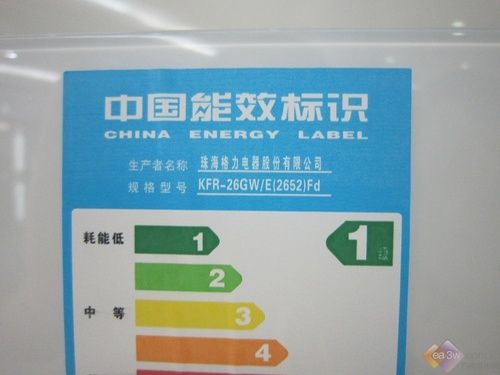 中国能效标识
CHINA ENERGY LABEL
生产者名称 珠海格力电器股份有限公司
规格型号 KFR-26GW/E(2652)Fd
耗能低 1 1级
2
中等 3
4
ea3w